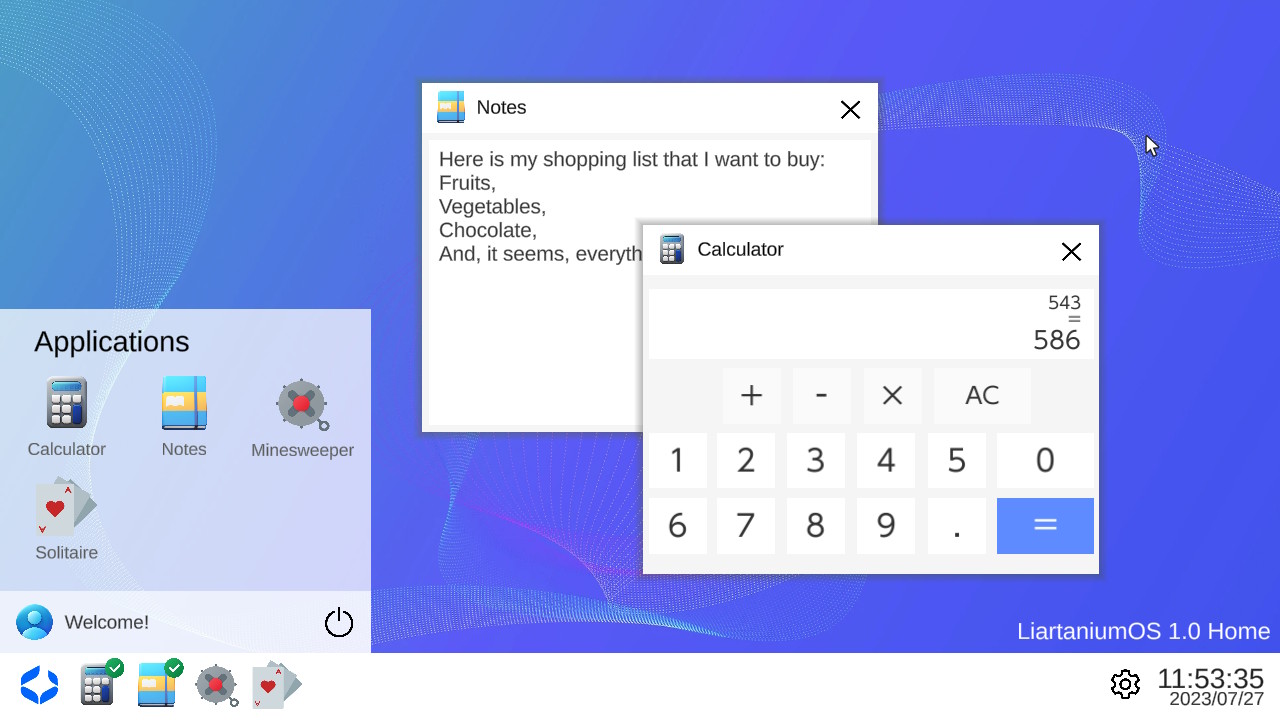 Notes
Here is my shopping list that I want to buy:
Fruits,
Vegetables,
Chocolate,
And, it seems, everyth
Calculator
543
=
586
+ - × AC
1 2 3 4 5 0
6 7 8 9 . =
Applications
Calculator Notes Minesweeper
Solitaire
Welcome!
LiartaniumOS 1.0 Home
11:53:35
2023/07/27